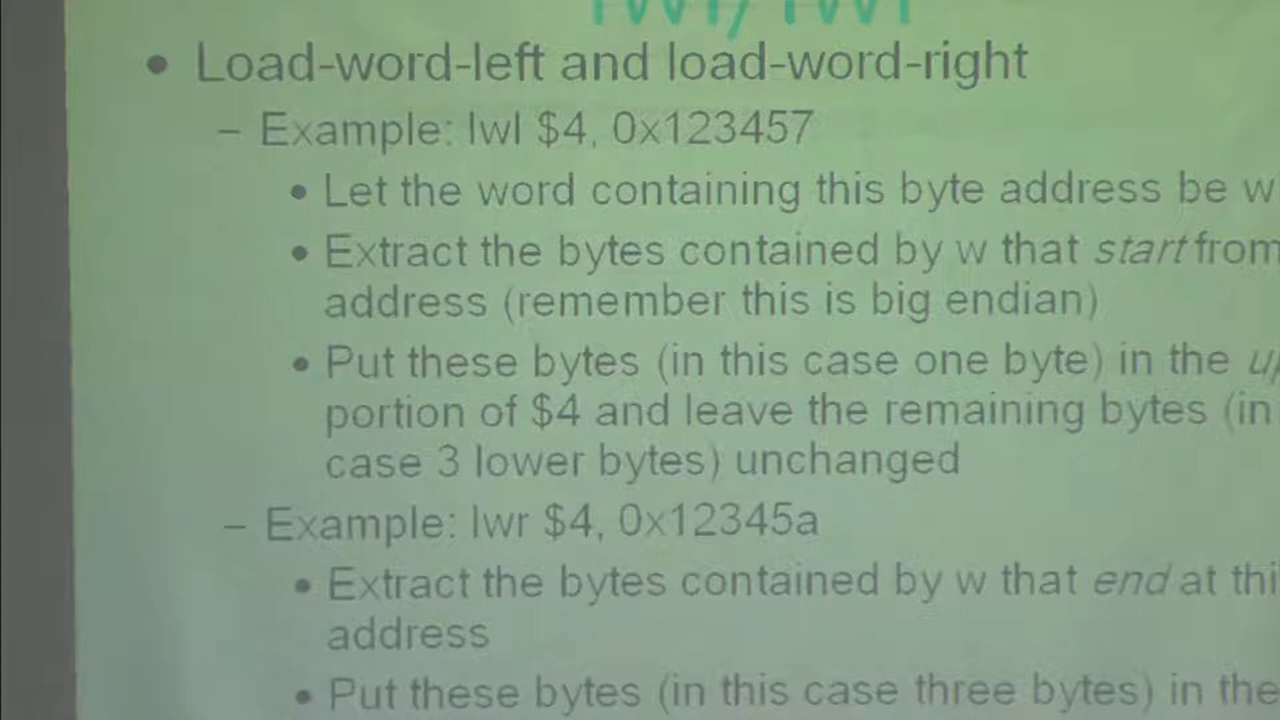 • Load-word-left and load-word-right
– Example: lwl $4, 0x123457
• Let the word containing this byte address be w
• Extract the bytes contained by w that start from
address (remember this is big endian)
• Put these bytes (in this case one byte) in the
portion of $4 and leave the remaining bytes (in
case 3 lower bytes) unchanged
– Example: lwr $4, 0x12345a
• Extract the bytes contained by w that end at thi
address
• Put these bytes (in this case three bytes) in the